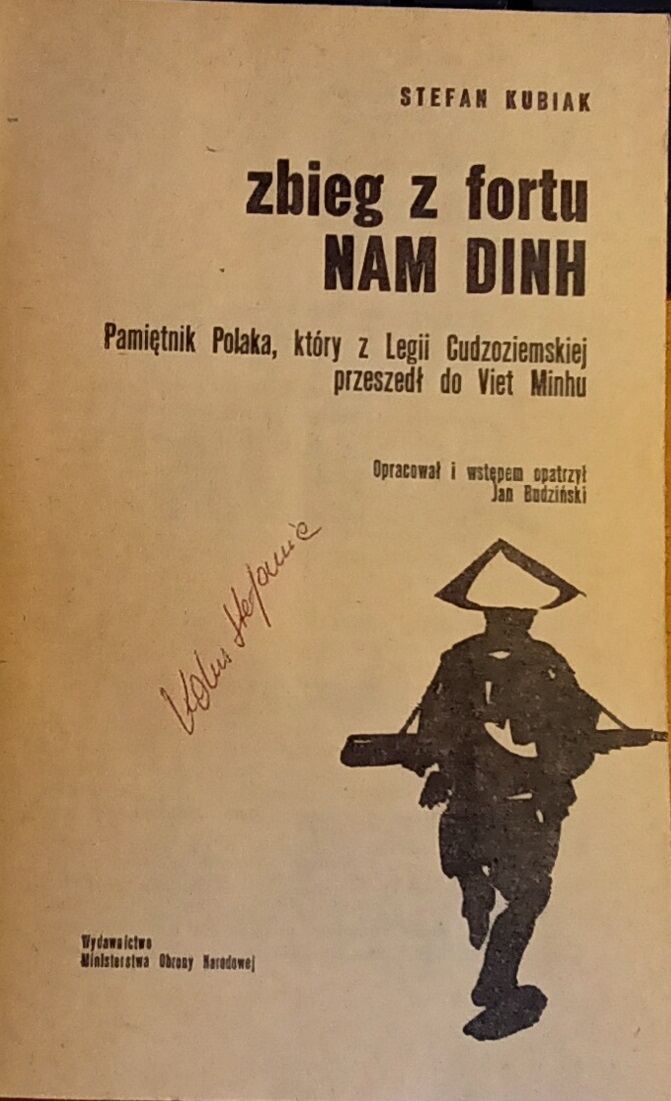 STEFAN KUBIAK
zbieg z fortu
NAM DINH
Pamiętnik Polaka, który z Legii Cudzoziemskiej
przeszedł do Viet Minhu
Opracował i wstępem opatrzył
Jan Budziński
Wydawnictwo
Ministerstwa Obrony Narodowej